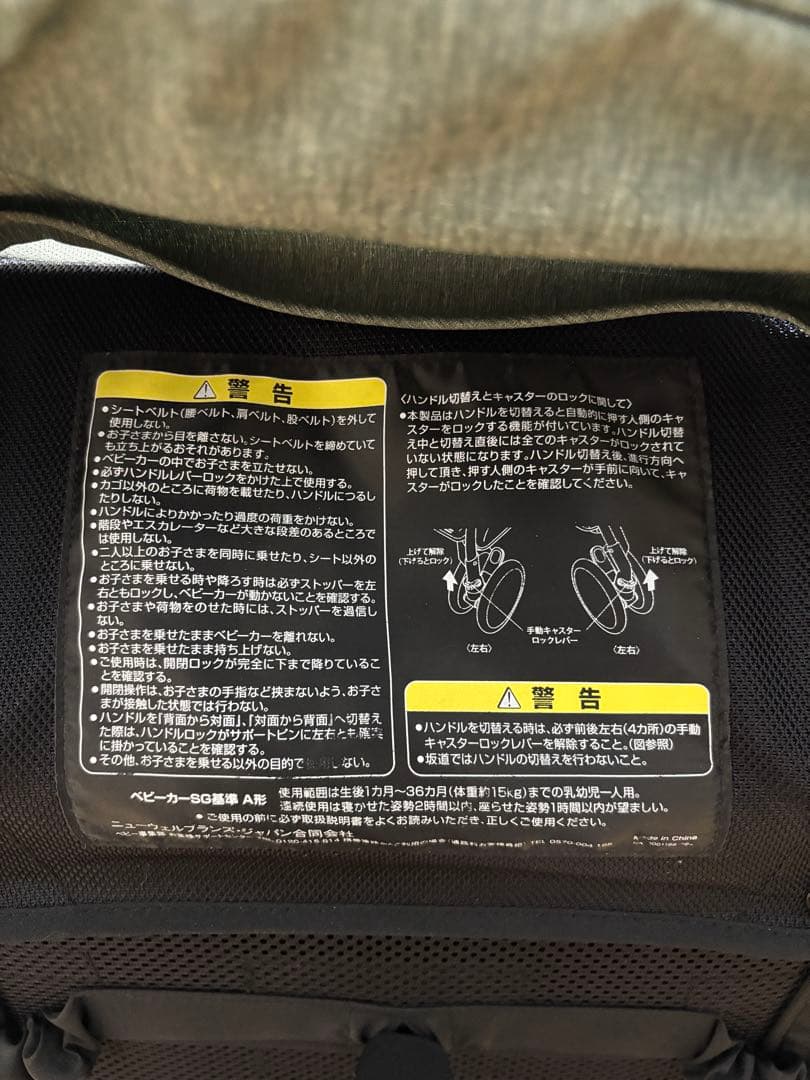 ⚠ 警告
●シートベルト(腰ベルト、肩ベルト、股ベルト)を外して
使用しない。
●お子さまから目を離さない。シートベルトを締めていて
も立ち上がるおそれがあります。
●ベビーカーの中でお子さまを立たせない。
●必ずハンドルレバーロックをかけた上で使用する。
●カゴ以外のところに荷物を載せたり、ハンドルにつるし
たりしない。
●ハンドルによりかかったり過度の荷重をかけない。
●階段やエスカレーターなど大きな段差のあるところで
は使用しない。
●二人以上のお子さまを同時に乗せたり、シート以外の
ところに乗せない。
●お子さまを乗せる時や降ろす時は必ずストッパーを左
右ともロックし、ベビーカーが動かないことを確認する。
●お子さまや荷物をのせた時には、ストッパーを過信し
ない。
●お子さまを乗せたままベビーカーを離れない。
●お子さまを乗せたまま持ち上げない。
●ご使用時は、開閉ロックが完全に下まで降りているこ
とを確認する。
●開閉操作は、お子さまの手指など挟まないよう、お子さ
まが接触した状態では行わない。
●ハンドルを「背面から対面」、「対面から背面」へ切替え
た際は、ハンドルロックがサポートピンに左右とも確実
に掛かっていることを確認する。
●その他、お子さまを乗せる以外の目的で しない。
〈ハンドル切替えとキャスターのロックに関して〉
●本製品はハンドルを切替えると自動的に押す人側のキャ
スターをロックする機能が付いています。ハンドル切替
え中と切替え直後には全てのキャスターがロックされて
いない状態になります。ハンドル切替え後、進行方向へ
押して頂き、押す人側のキャスターが手前に向いて、キャ
スターがロックしたことを確認してください。
上げて解除
(下げるとロック)
上げて解除
(下げるとロック)
手動キャスター
ロックレバー
〈左右〉
〈左右〉
⚠ 警告
●ハンドルを切替える時は、必ず前後左右(4カ所)の手動
キャスターロックレバーを解除すること。(図参照)
●坂道ではハンドルの切替えを行わないこと。
ベビーカーSG基準 A形
使用範囲は生後1カ月〜36カ月(体重約15kg)までの乳幼児一人用。
連続使用は寝かせた姿勢2時間以内、座らせた姿勢1時間以内が望ましい。
●ご使用の前に必ず取扱説明書をよくお読みいただき、正しくご使用ください。
ニューウェルブランズ・ジャパン合同会社
Made in China